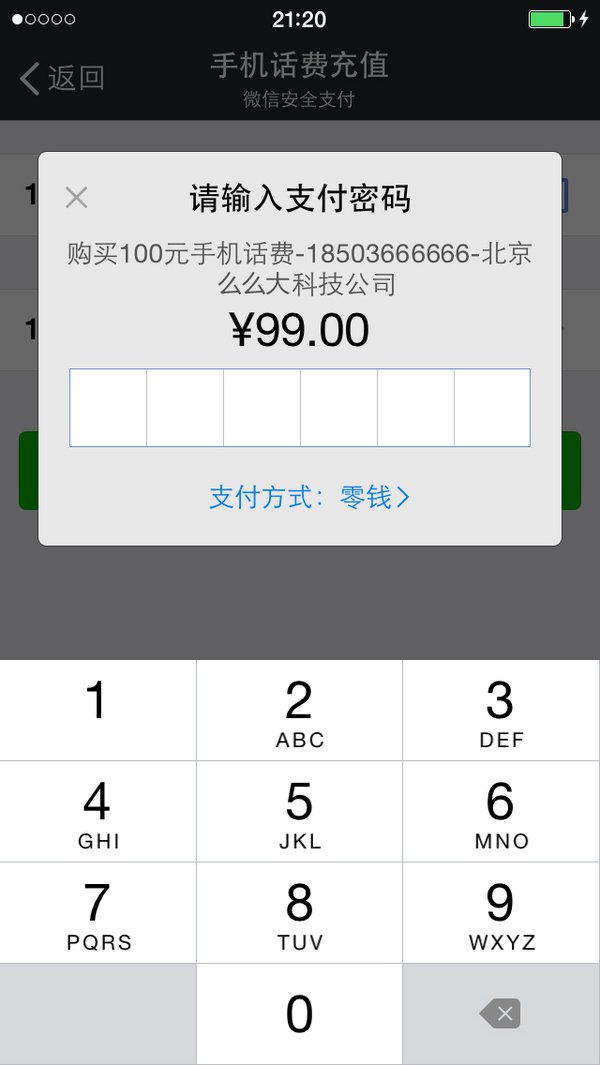 21:20
返回
手机话费充值
微信安全支付
1
请输入支付密码
购买100元手机话费-18503666666-北京
么么大科技公司
¥99.00
1
支付方式：零钱
1
2
ABC
3
DEF
4
GHI
5
JKL
6
MNO
7
PQRS
8
TUV
9
WXYZ
0